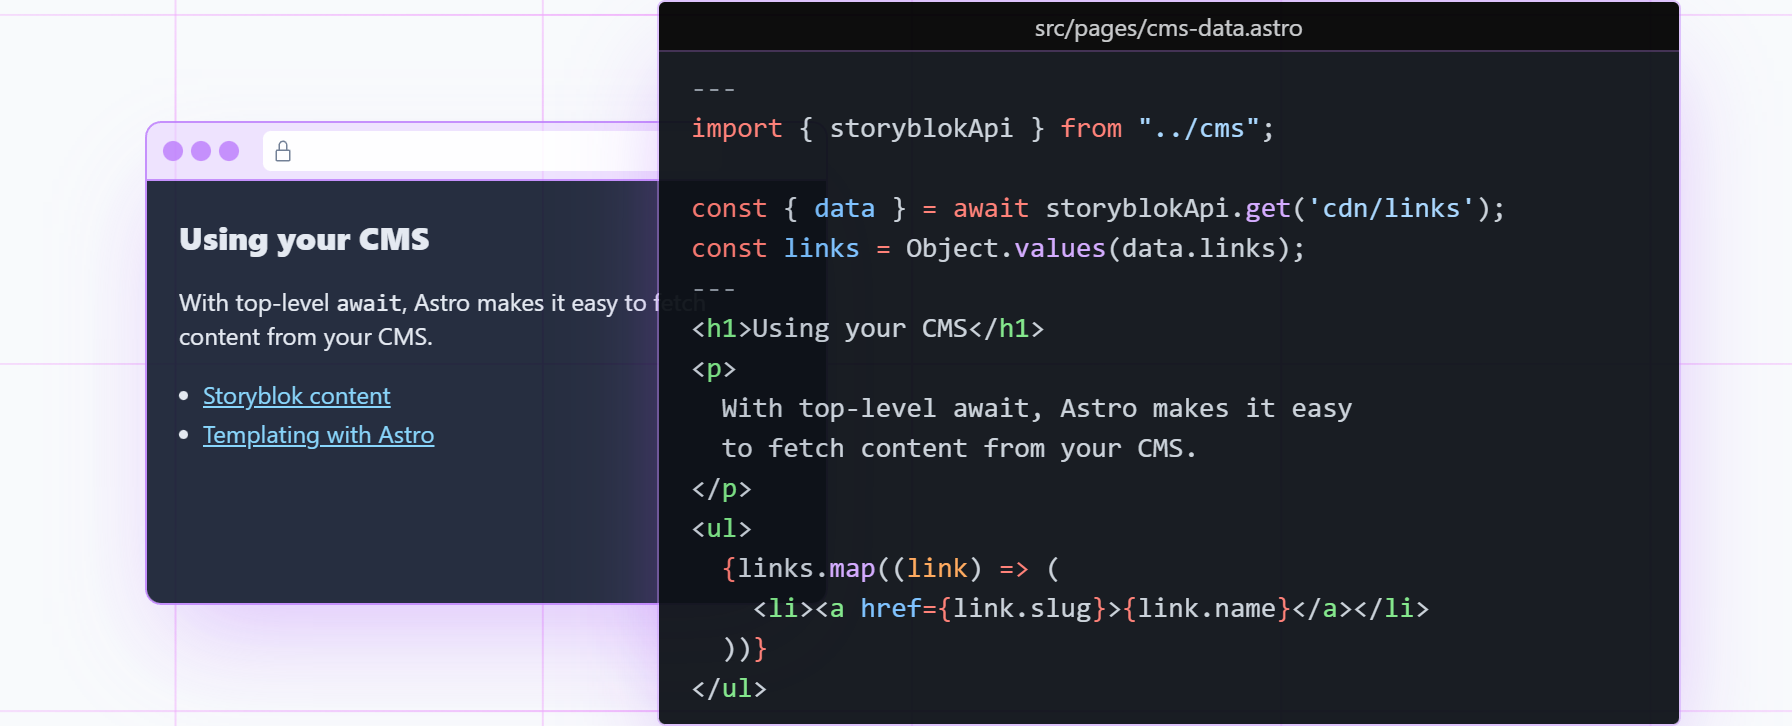 Using your CMS
With top-level await, Astro makes it easy to fetch
content from your CMS.
Storyblok content
Templating with Astro
src/pages/cms-data.astro
---
import { storyblokApi } from "../cms";
const { data } = await storyblokApi.get('cdn/links');
const links = Object.values(data.links);
---
<h1>Using your CMS</h1>
<p>
  With top-level await, Astro makes it easy
  to fetch content from your CMS.
</p>
<ul>
  {links.map((link) => (
    <li><a href={link.slug}>{link.name}</a></li>
  ))}
</ul>